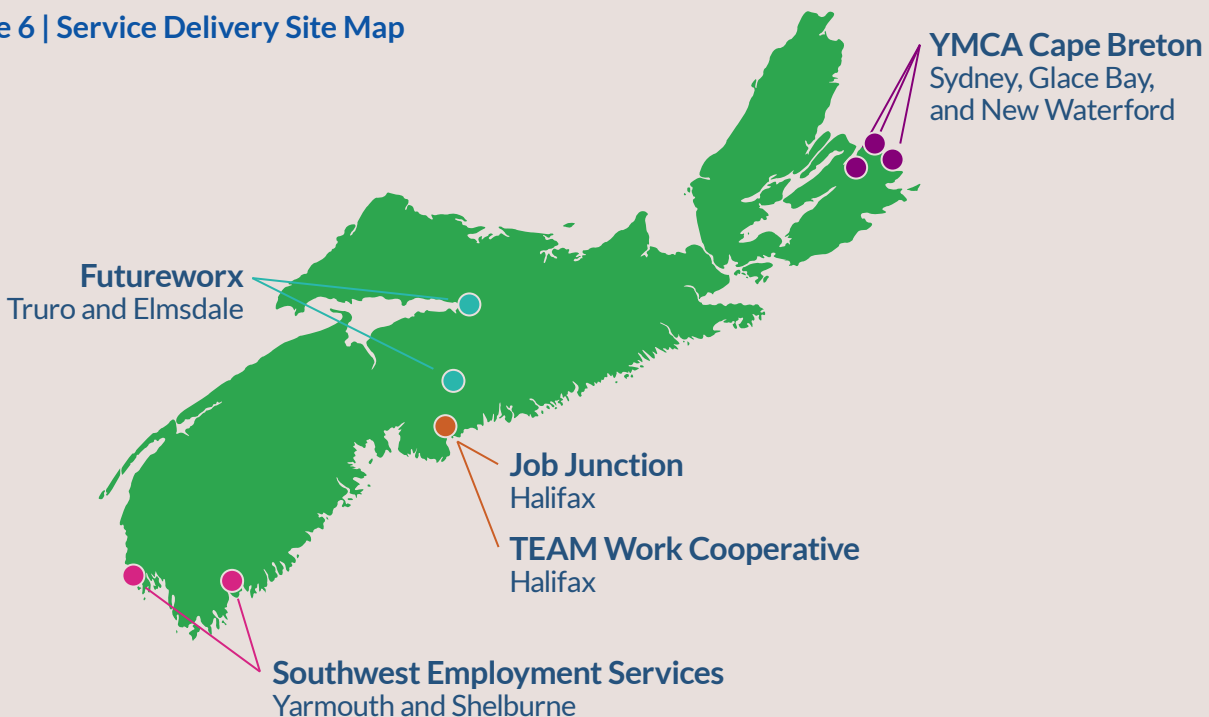 e 6 | Service Delivery Site Map
YMCA Cape Breton
Sydney, Glace Bay,
and New Waterford
Futureworx
Truro and Elmsdale
Job Junction
Halifax
TEAM Work Cooperative
Halifax
Southwest Employment Services
Yarmouth and Shelburne